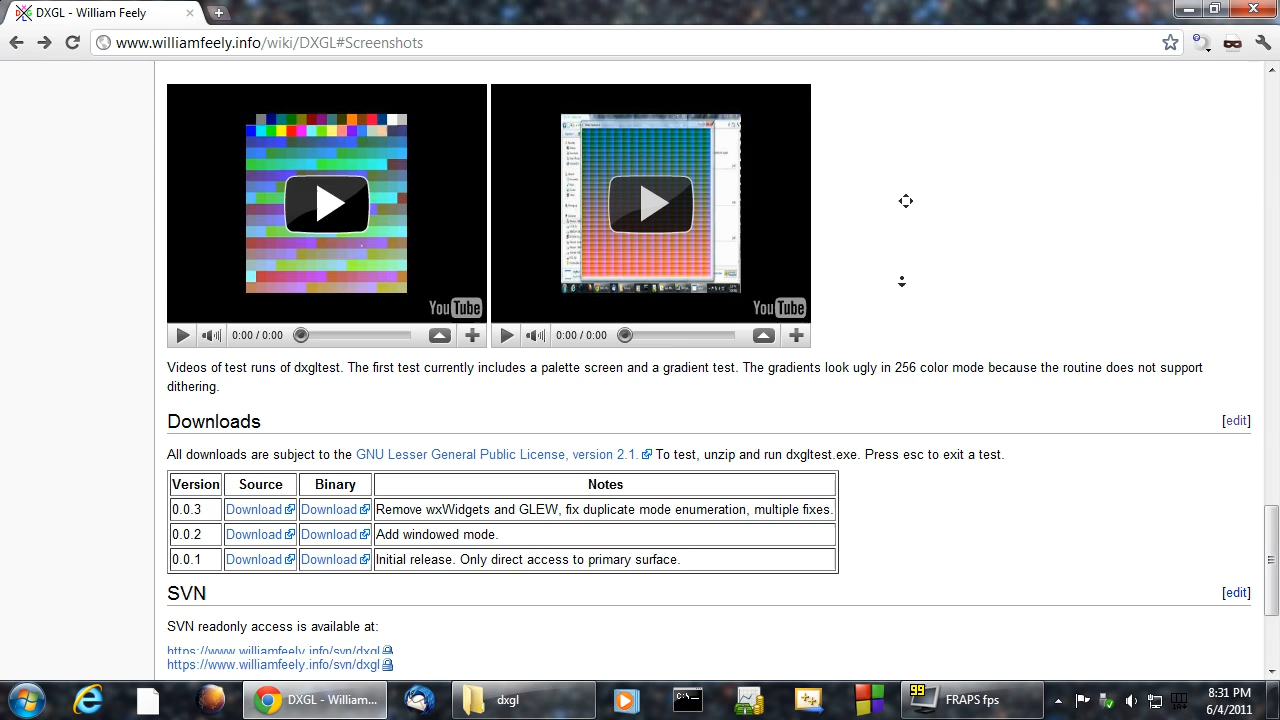 DXGL - William Feely
www.williamfeely.info/wiki/DXGL#Screenshots
YouTube YouTube
0:00 / 0:00 0:00 / 0:00
Videos of test runs of dxgltest. The first test currently includes a palette screen and a gradient test. The gradients look ugly in 256 color mode because the routine does not support
dithering.
Downloads [edit]
All downloads are subject to the GNU Lesser General Public License, version 2.1. To test, unzip and run dxgltest.exe. Press esc to exit a test.
Version Source Binary Notes
0.0.3 Download Download Remove wxWidgets and GLEW, fix duplicate mode enumeration, multiple fixes.
0.0.2 Download Download Add windowed mode.
0.0.1 Download Download Initial release. Only direct access to primary surface.
SVN [edit]
SVN readonly access is available at:
https://www.williamfeely.info/svn/dxgl
https://www.williamfeely.info/svn/dxgl
DXGL - William... dxgl C:\_ 99 FRAPS fps 8:31 PM
6/4/2011